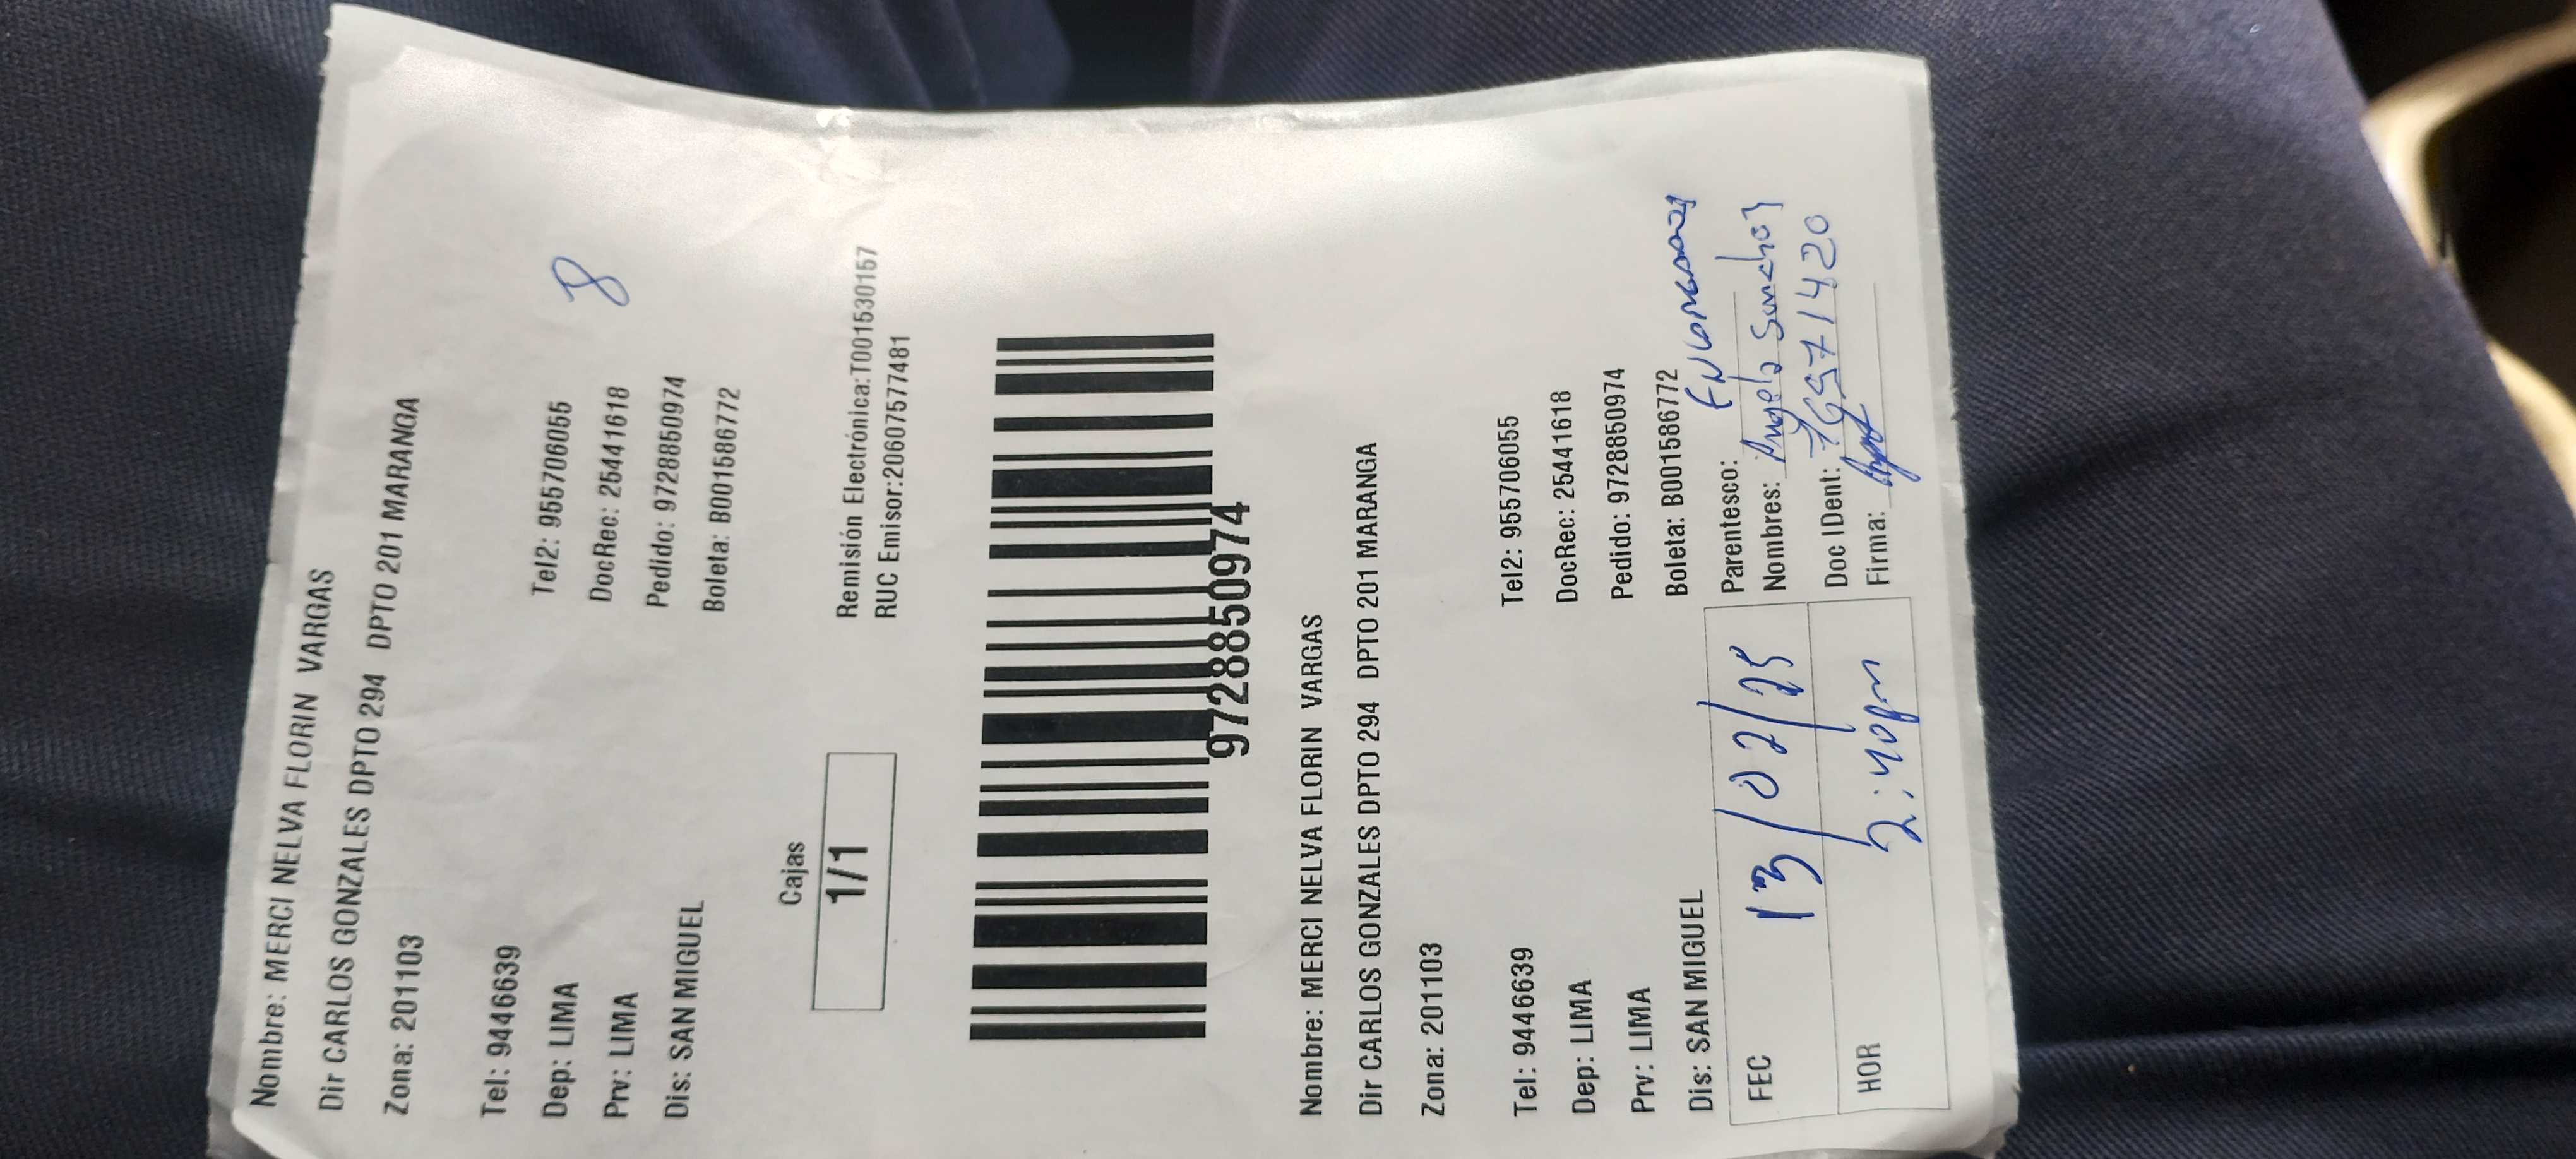 Nombre: MERCI NELVA FLORIN VARGAS
Dir CARLOS GONZALES DPTO 294 DPTO 201 MARANGA
Zona: 201103
8
Tel: 9446639 Tel2: 955706055
Dep: LIMA DocRec: 25441618
Prv: LIMA Pedido: 9728850974
Dis: SAN MIGUEL Boleta: B001586772
Cajas
1/1
Remisión Electrónica:T001530157
RUC Emisor:20607577481
9728850974
Nombre: MERCI NELVA FLORIN VARGAS
Dir CARLOS GONZALES DPTO 294 DPTO 201 MARANGA
Zona: 201103
Tel: 9446639 Tel2: 955706055
Dep: LIMA DocRec: 25441618
Prv: LIMA Pedido: 9728850974
Dis: SAN MIGUEL Boleta: B001586772
FEC 13/02/25 Parentesco:
Nombres: Angelo Sanchez
HOR 2:40pm Doc IDent: 76571420
Firma: